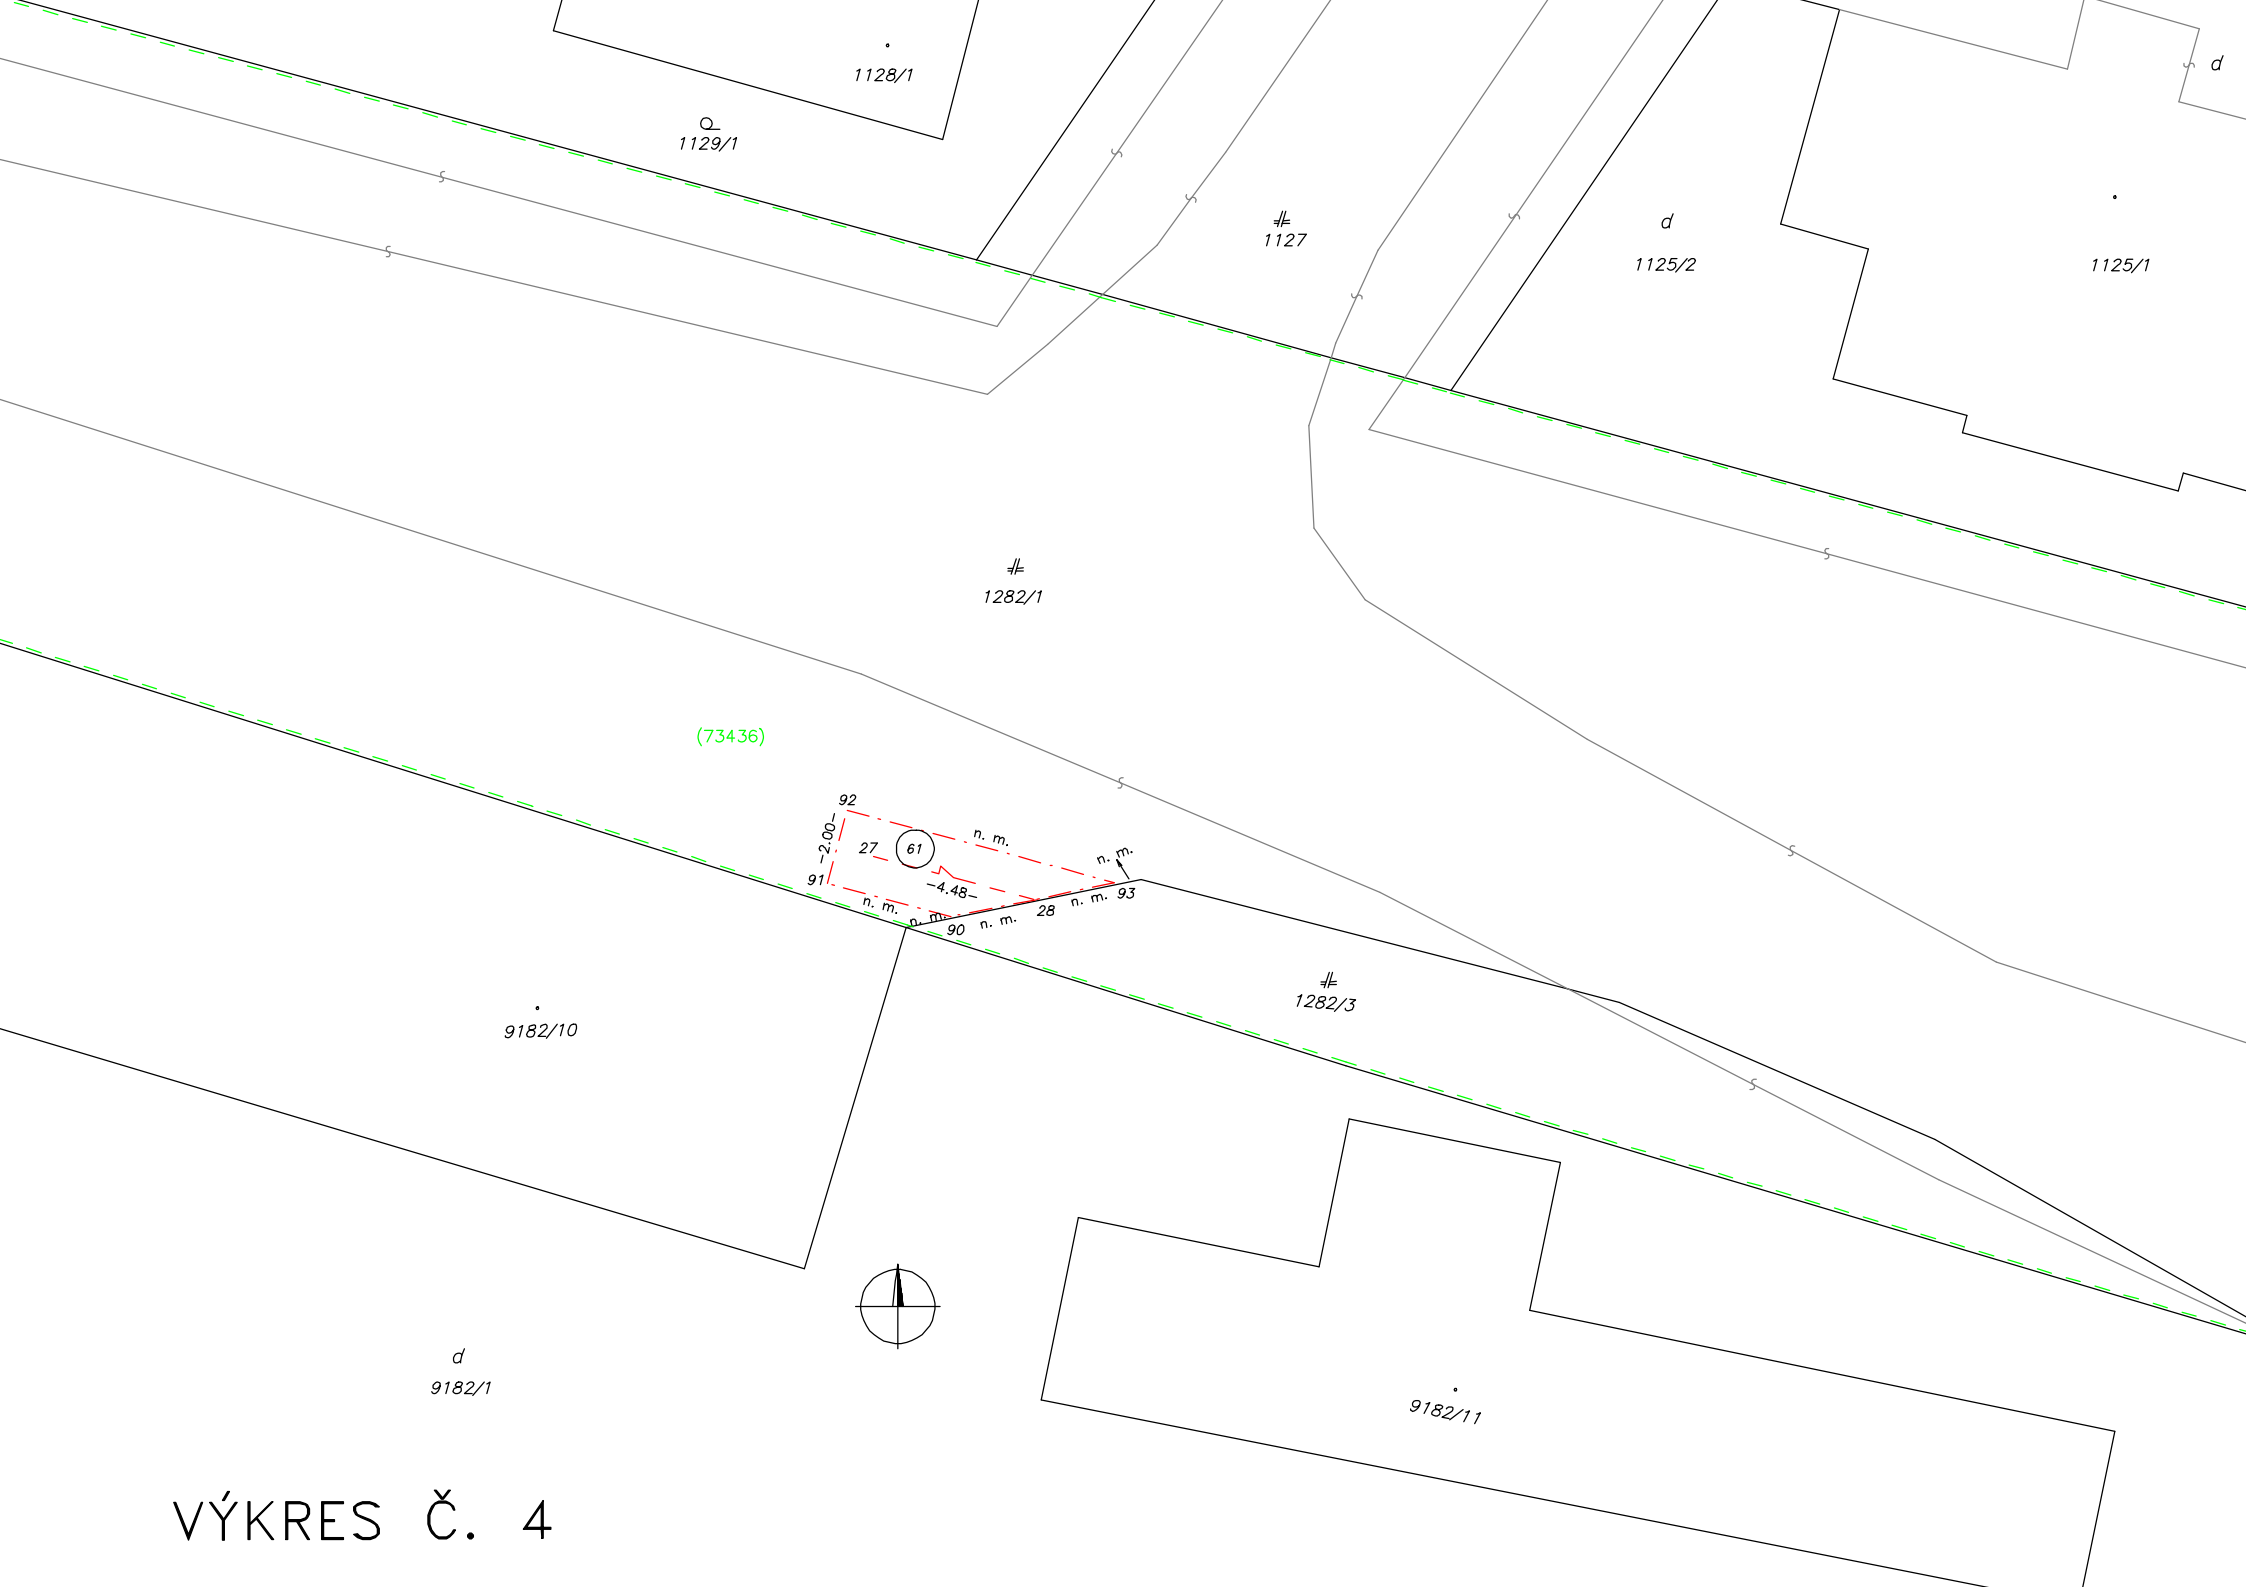 d
1128/1
1129/1
1127
d
1125/2
1125/1
1282/1
(73436)
92
n. m.
-2.00-
27
61
n. m.
91
-4.48-
93
n. m.
n. m.
n. m.
28
90
n. m.
1282/3
9182/10
d
9182/1
9182/11
VÝKRES Č. 4